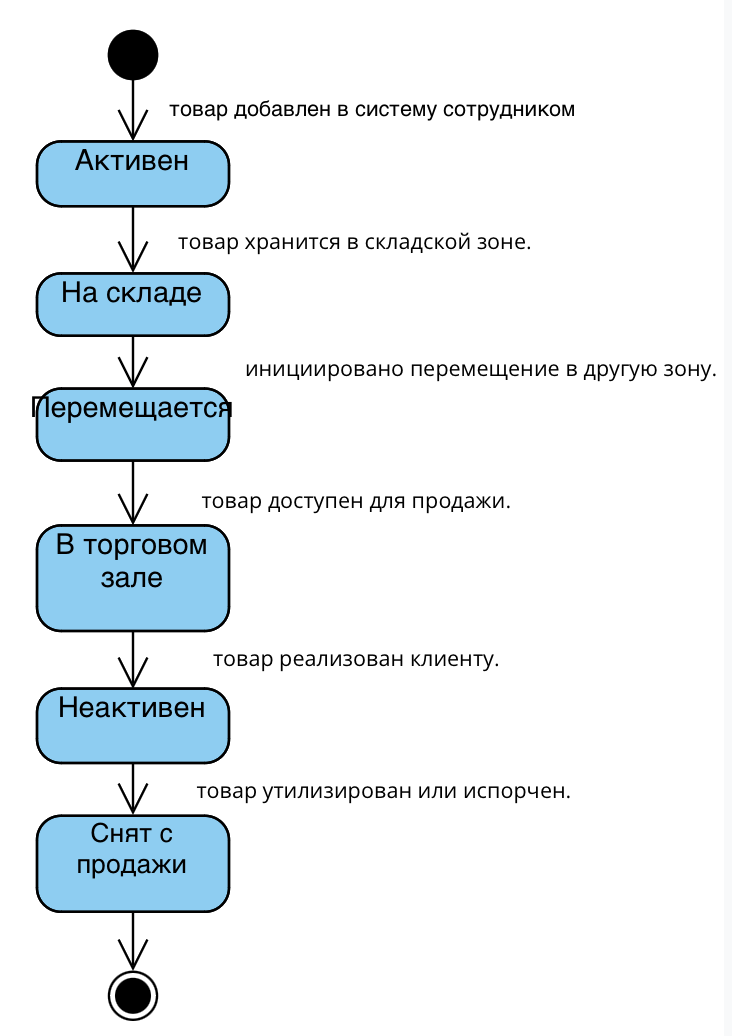 товар добавлен в систему сотрудником
Активен
товар хранится в складской зоне.
На складе
инициировано перемещение в другую зону.
Перемещается
товар доступен для продажи.
В торговом
зале
товар реализован клиенту.
Неактивен
товар утилизирован или испорчен.
Снят с
продажи